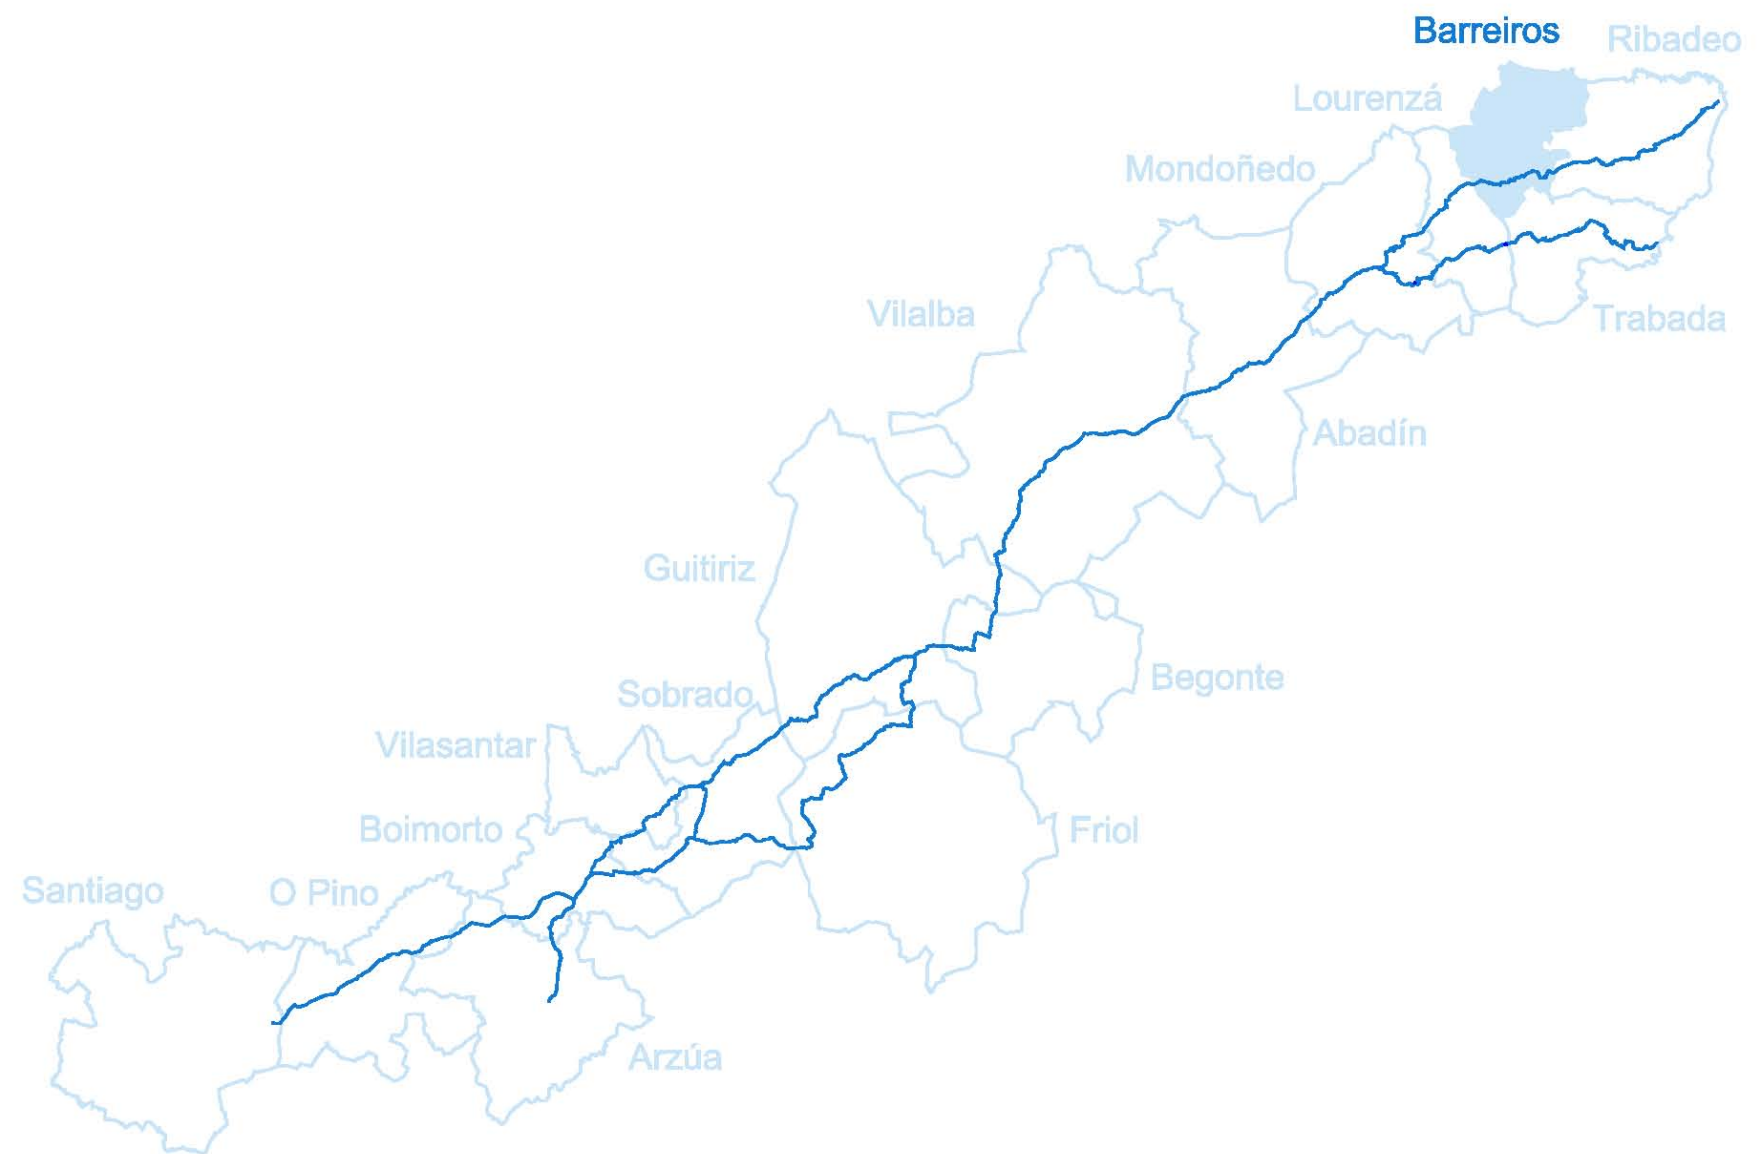 Barreiros
Ribadeo
Lourenzá
Mondoñedo
Vilalba
Trabada
Abadín
Guitiriz
Begonte
Sobrado
Vilasantar
Boimorto
Friol
Santiago
O Pino
Arzúa